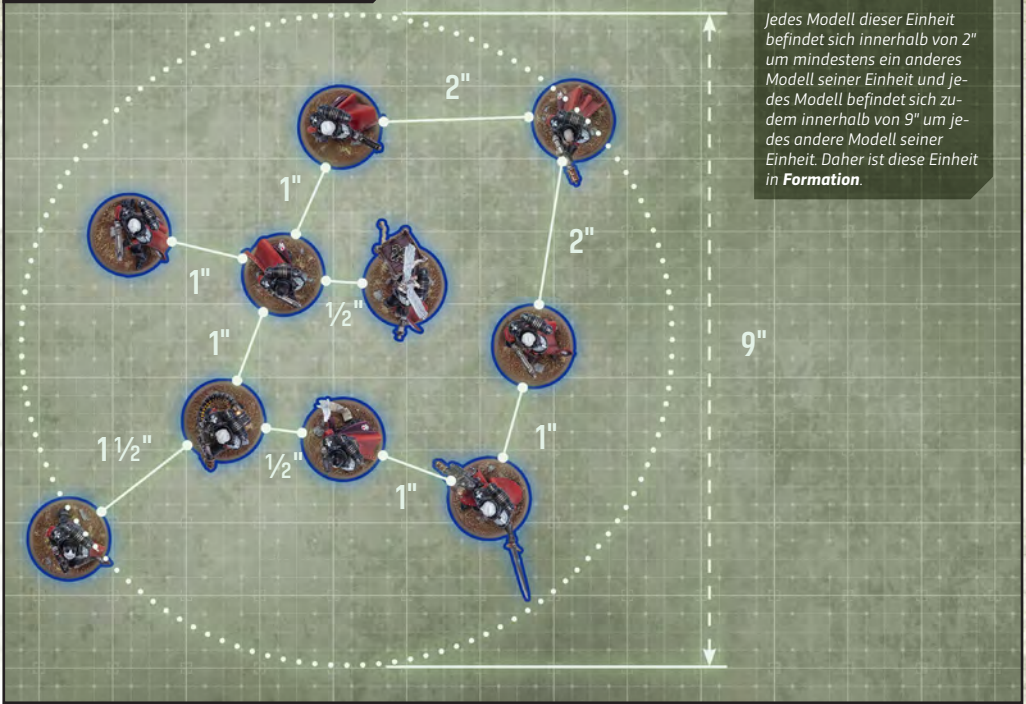 Jedes Modell dieser Einheit
befindet sich innerhalb von 2"
um mindestens ein anderes
Modell seiner Einheit und je-
des Modell befindet sich zu-
dem innerhalb von 9" um je-
des andere Modell seiner
Einheit. Daher ist diese Einheit
in Formation.
2"
1"
2"
1"
½"
1"
9"
1 ½"
½"
1"
1"